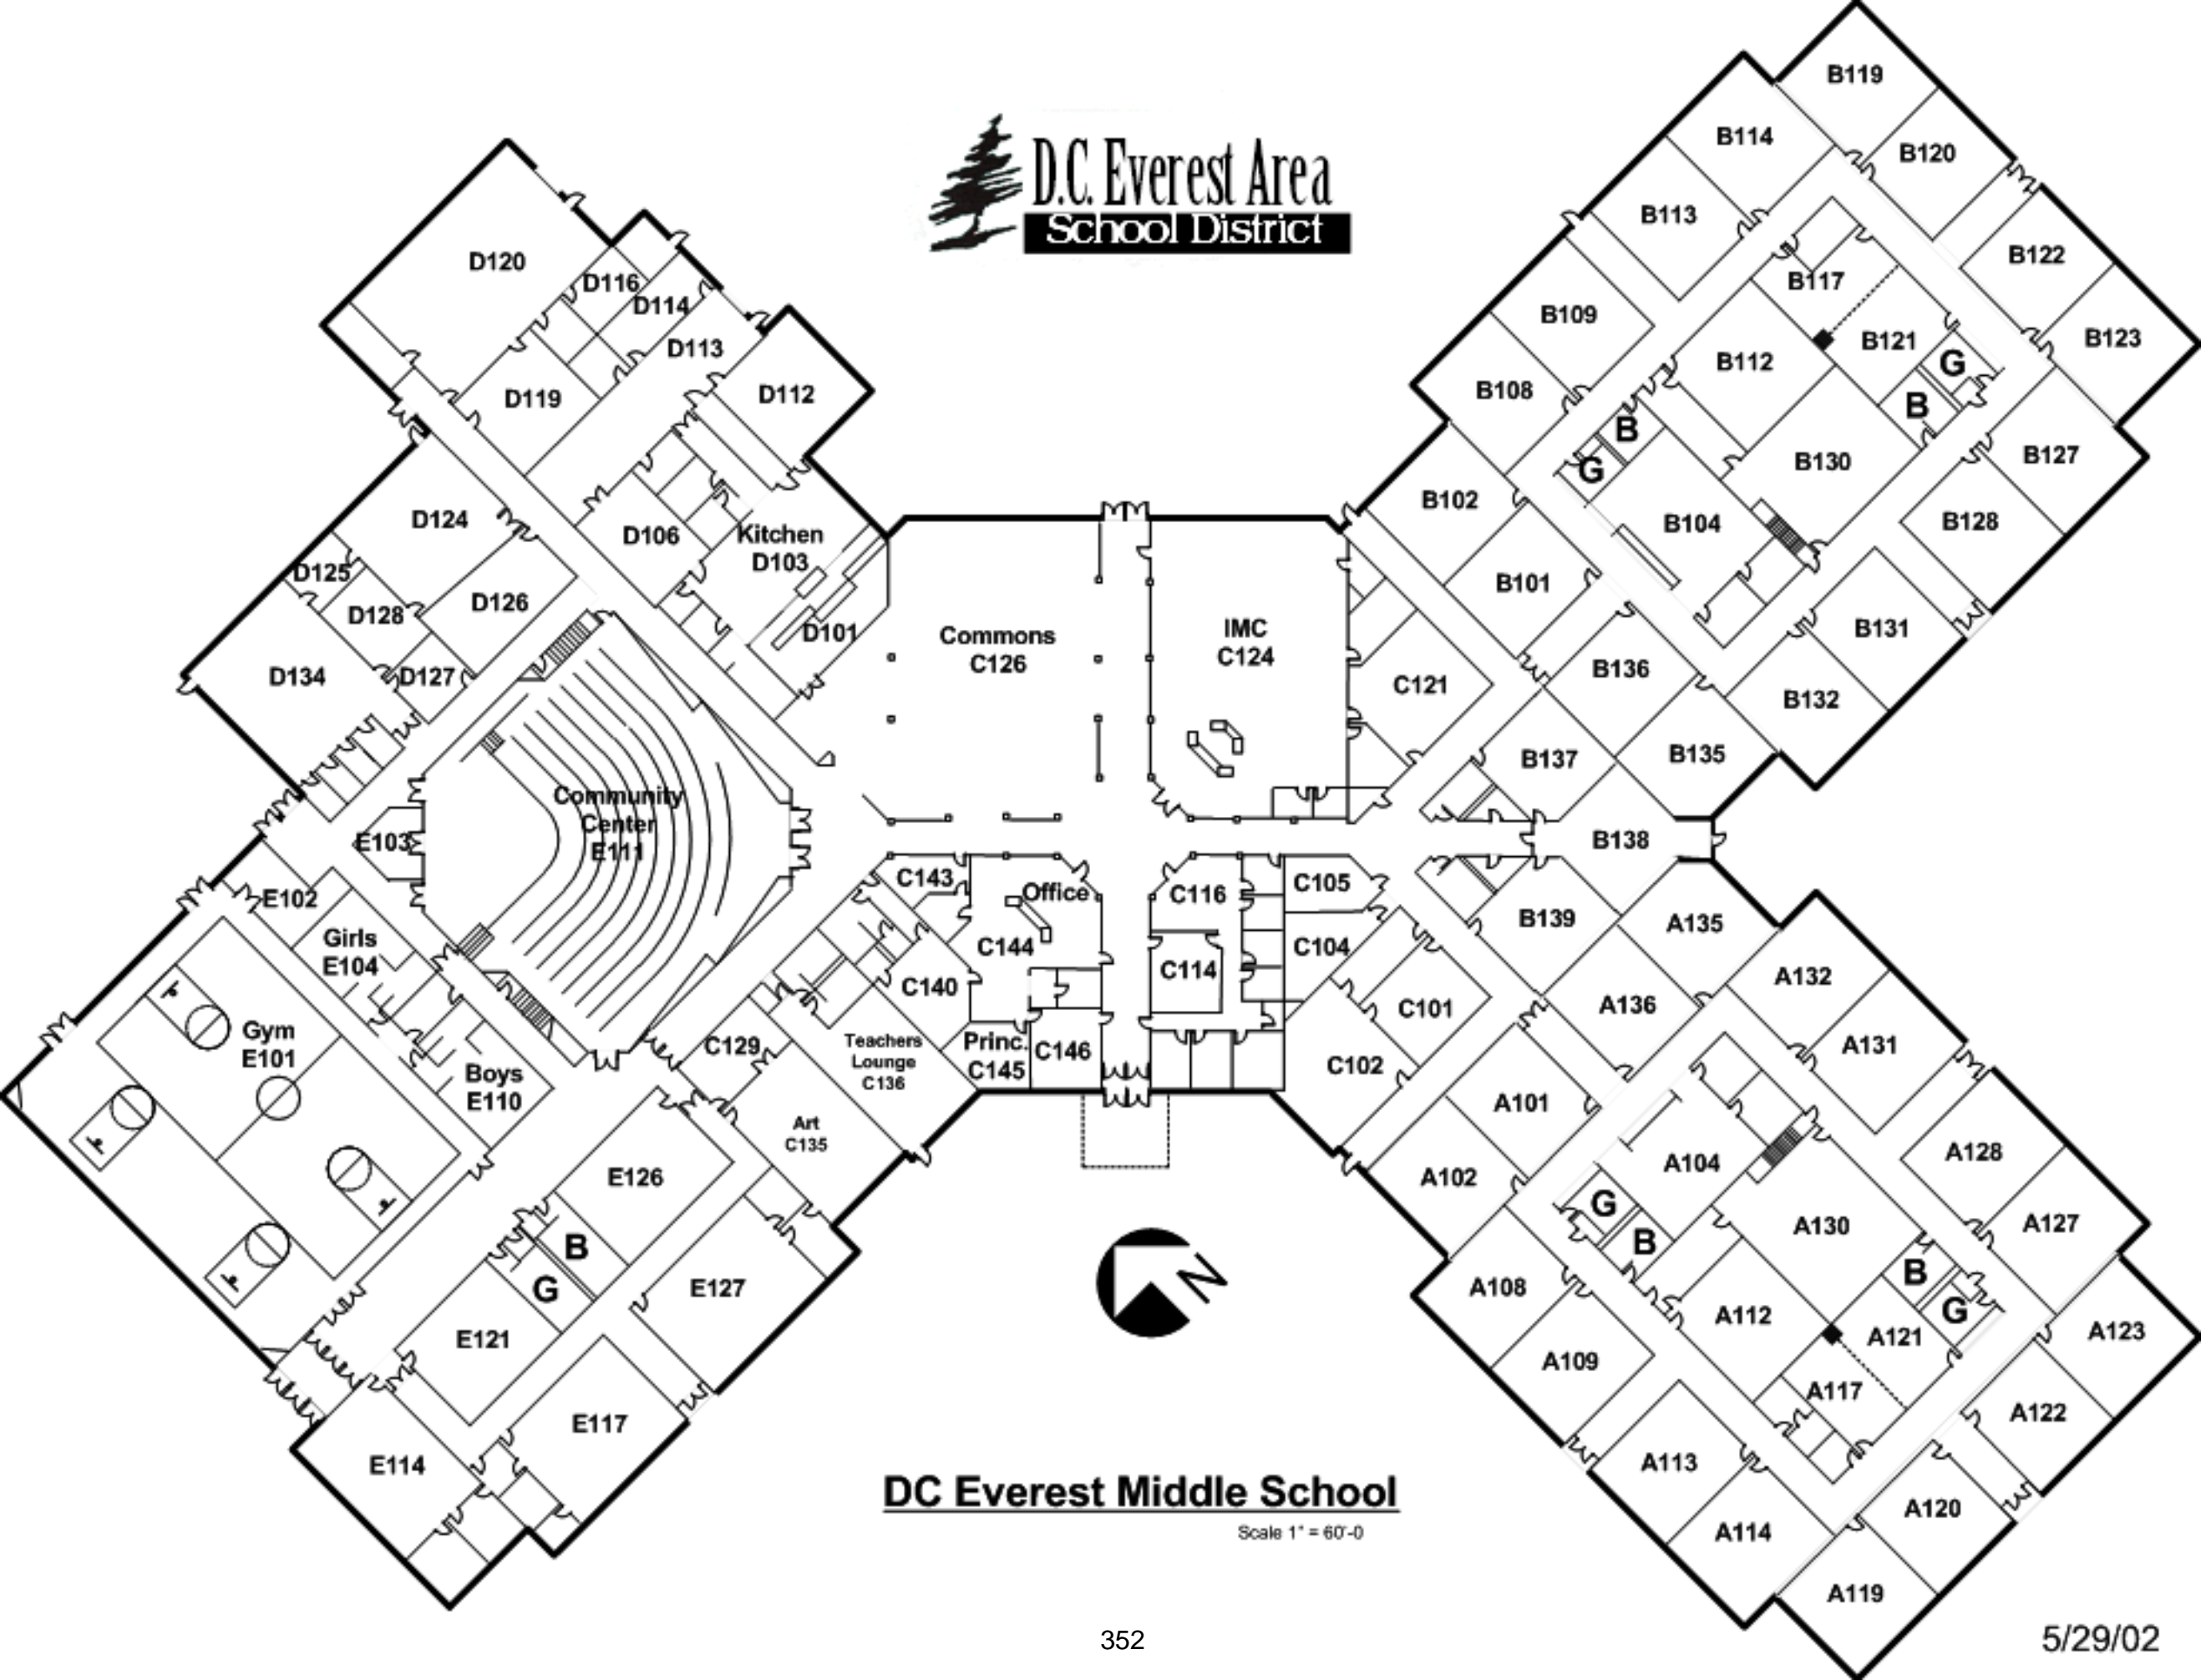 D.C. Everest Area
School District
B119
B114
B120
B113
B122
B117
B109
B123
B121
G
B112
B108
B
B
G
B127
B130
B102
B104
B128
B101
B131
B136
B132
B137
B135
B138
D120
D116
D114
D113
D112
D119
D124
D106
Kitchen
D103
D125
D128
D126
D101
D134
D127
Commons
C126
IMC
C124
C121
Community
Center
E111
E103
E102
Girls
E104
Gym
E101
Boys
E110
C143
Office
C144
C140
C116
C114
C105
C104
C101
C102
C129
Teachers
Lounge
C136
Princ.
C145
C146
Art
C135
E126
B
G
E127
E121
E117
E114
B139
A135
A132
A136
A131
A101
A102
A104
A128
G
B
A130
A127
A108
B
G
A112
A121
A123
A109
A117
A122
A113
A120
A114
A119
N
DC Everest Middle School
Scale 1" = 60'-0
352
5/29/02